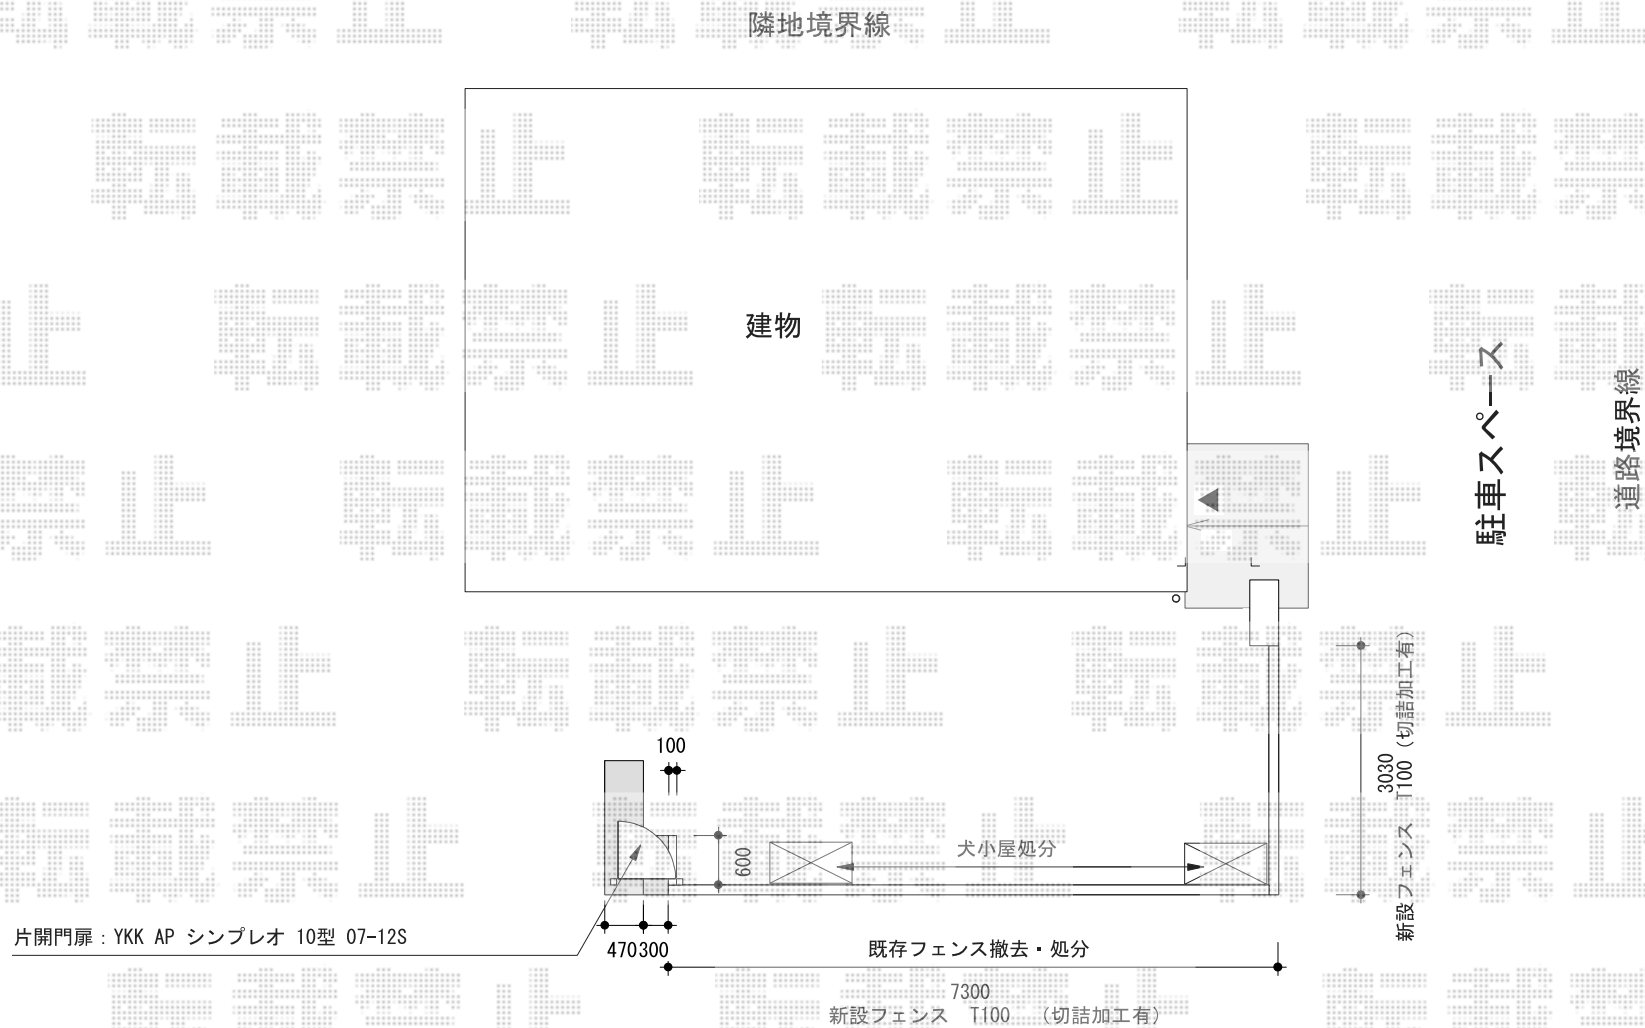 隣地境界線
建物
駐車スペース
道路境界線
100
3030
新設フェンス T100 (切詰加工有)
犬小屋処分
600
片開門扉：YKK AP シンプレオ 10型 07-12S
470
300
既存フェンス撤去・処分
7300
新設フェンス T100 (切詰加工有)
転載禁止